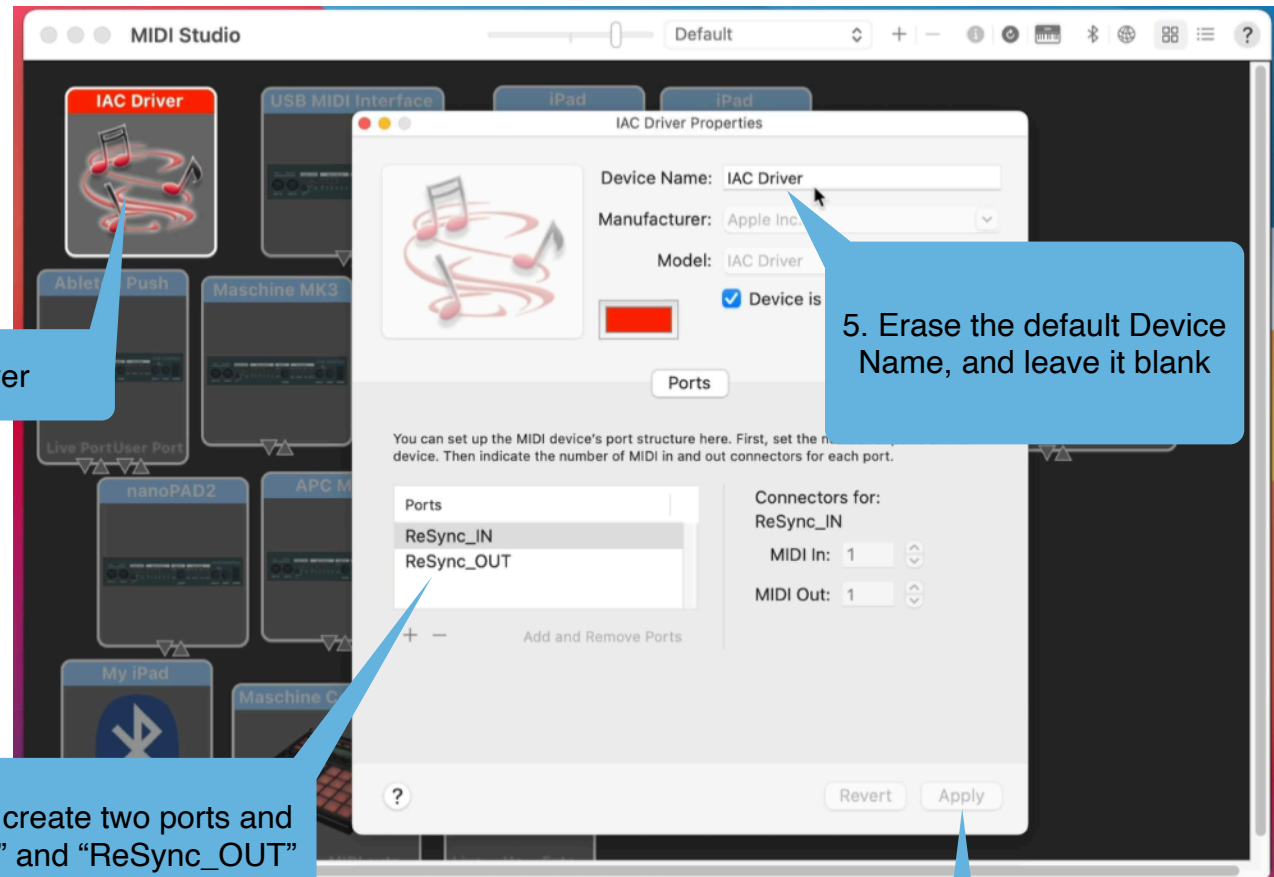 MIDI Studio
Default
?
IAC Driver
USB MIDI Interface
iPad
iPad
IAC Driver Properties
Device Name: IAC Driver
Manufacturer: Apple Inc.
Model: IAC Driver
Device is
Push
Maschine MK3
5. Erase the default Device
Name, and leave it blank
Ports
Live Port User Port
You can set up the MIDI device's port structure here. First, set the
device. Then indicate the number of MIDI in and out connectors for each port.
nanoPAD2
APC
Ports
Connectors for:
ReSync_IN
ReSync_IN
ReSync_OUT
MIDI In: 1
MIDI Out: 1
+ − Add and Remove Ports
My iPad
Maschine
create two ports and
” and “ReSync_OUT”
?
Revert
Apply